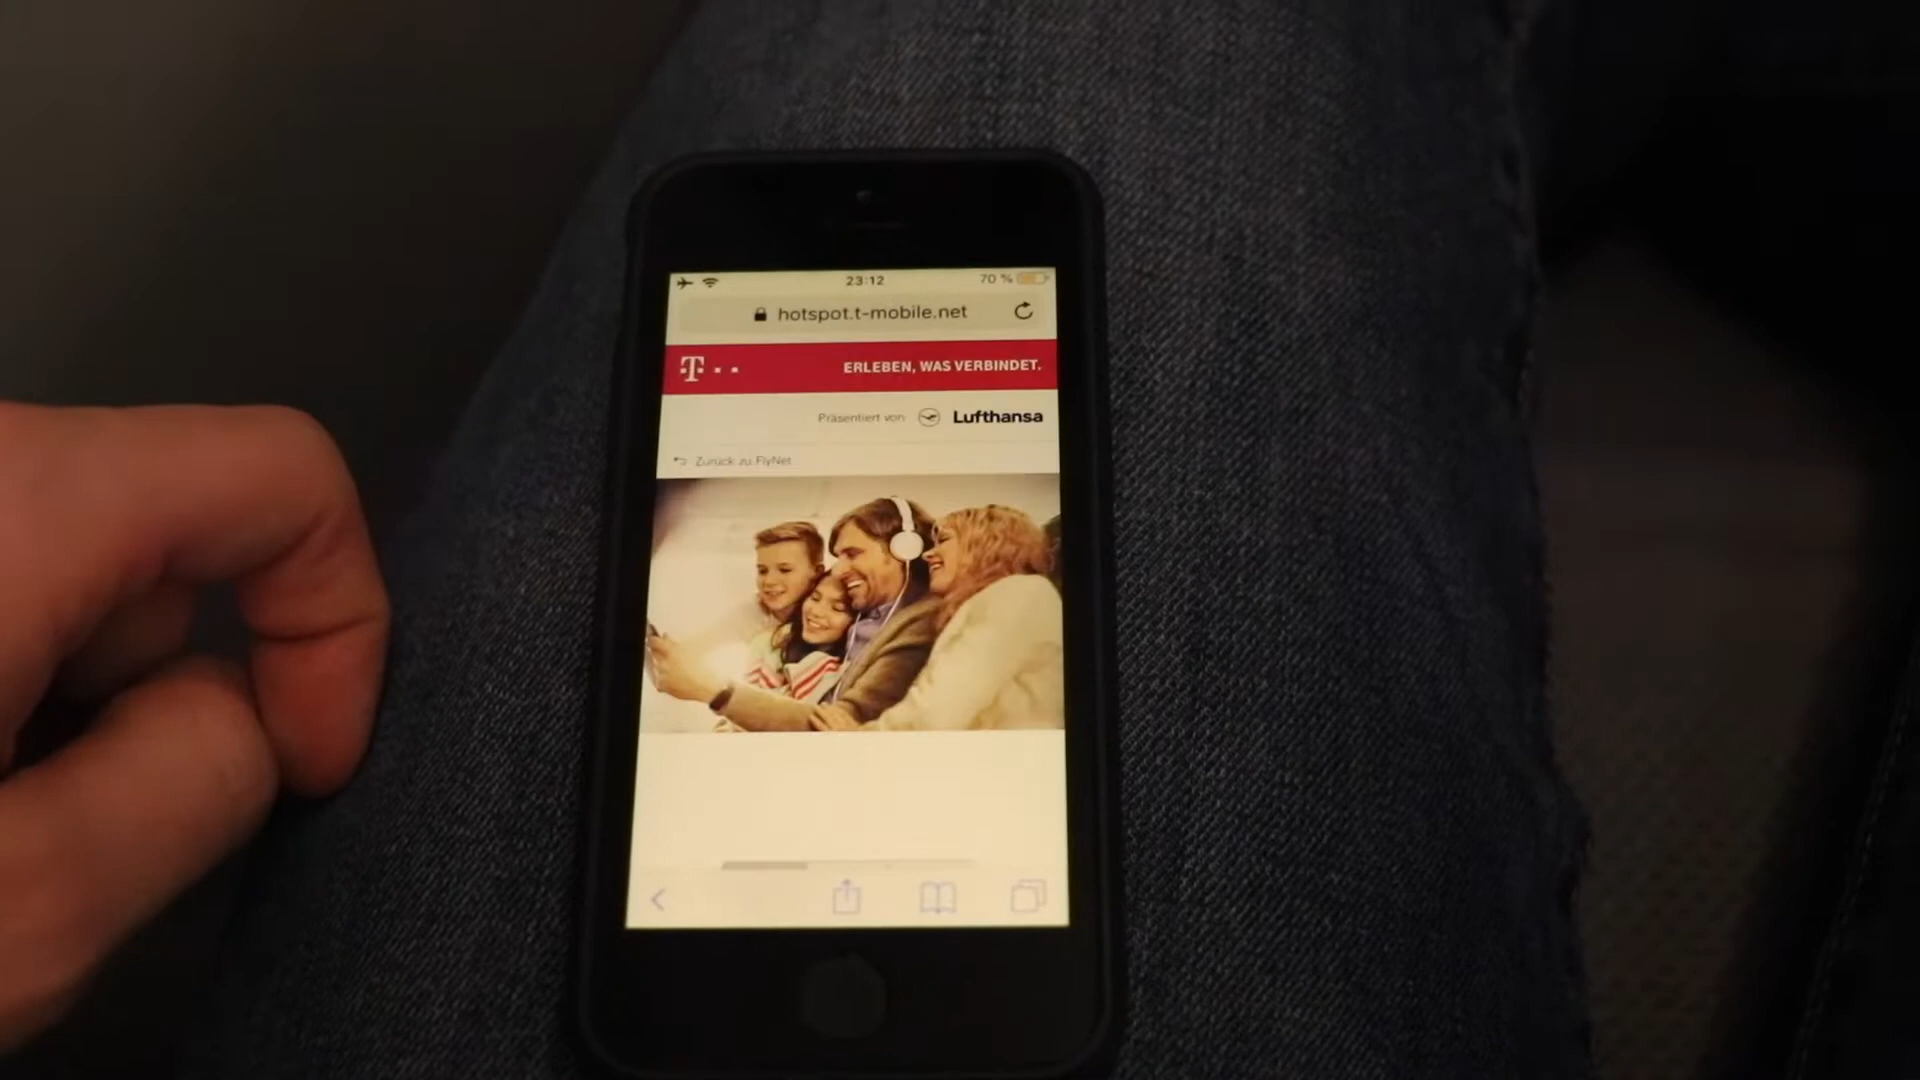 23:12
70 %
hotspot.t-mobile.net
T
ERLEBEN, WAS VERBINDET.
Präsentiert von Lufthansa
Zurück zu FlyNet